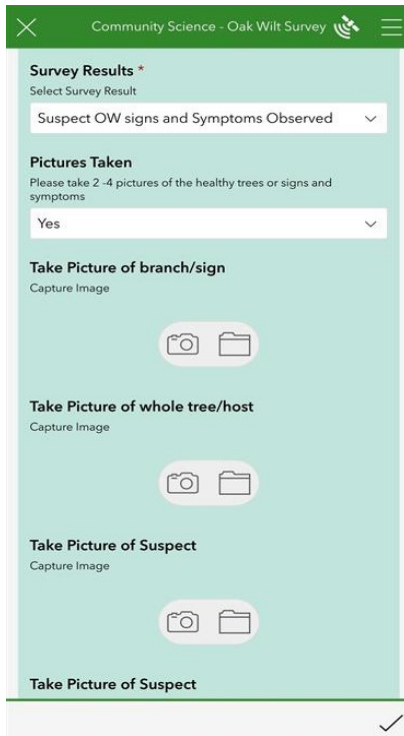 Community Science - Oak Wilt Survey
Survey Results *
Select Survey Result
Suspect OW signs and Symptoms Observed
Pictures Taken
Please take 2 -4 pictures of the healthy trees or signs and
symptoms
Yes
Take Picture of branch/sign
Capture Image
Take Picture of whole tree/host
Capture Image
Take Picture of Suspect
Capture Image
Take Picture of Suspect